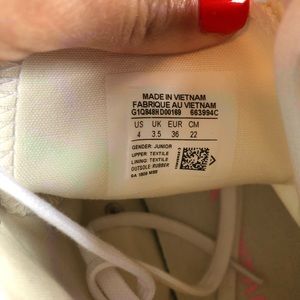 MADE IN VIETNAM
FABRIQUE AU VIETNAM
G1QB48HD00169 663994C
US UK EUR CM
4 3.5 36 22
GENDER: JUNIOR
UPPER: TEXTILE
LINING: TEXTILE
OUTSOLE: RUBBER